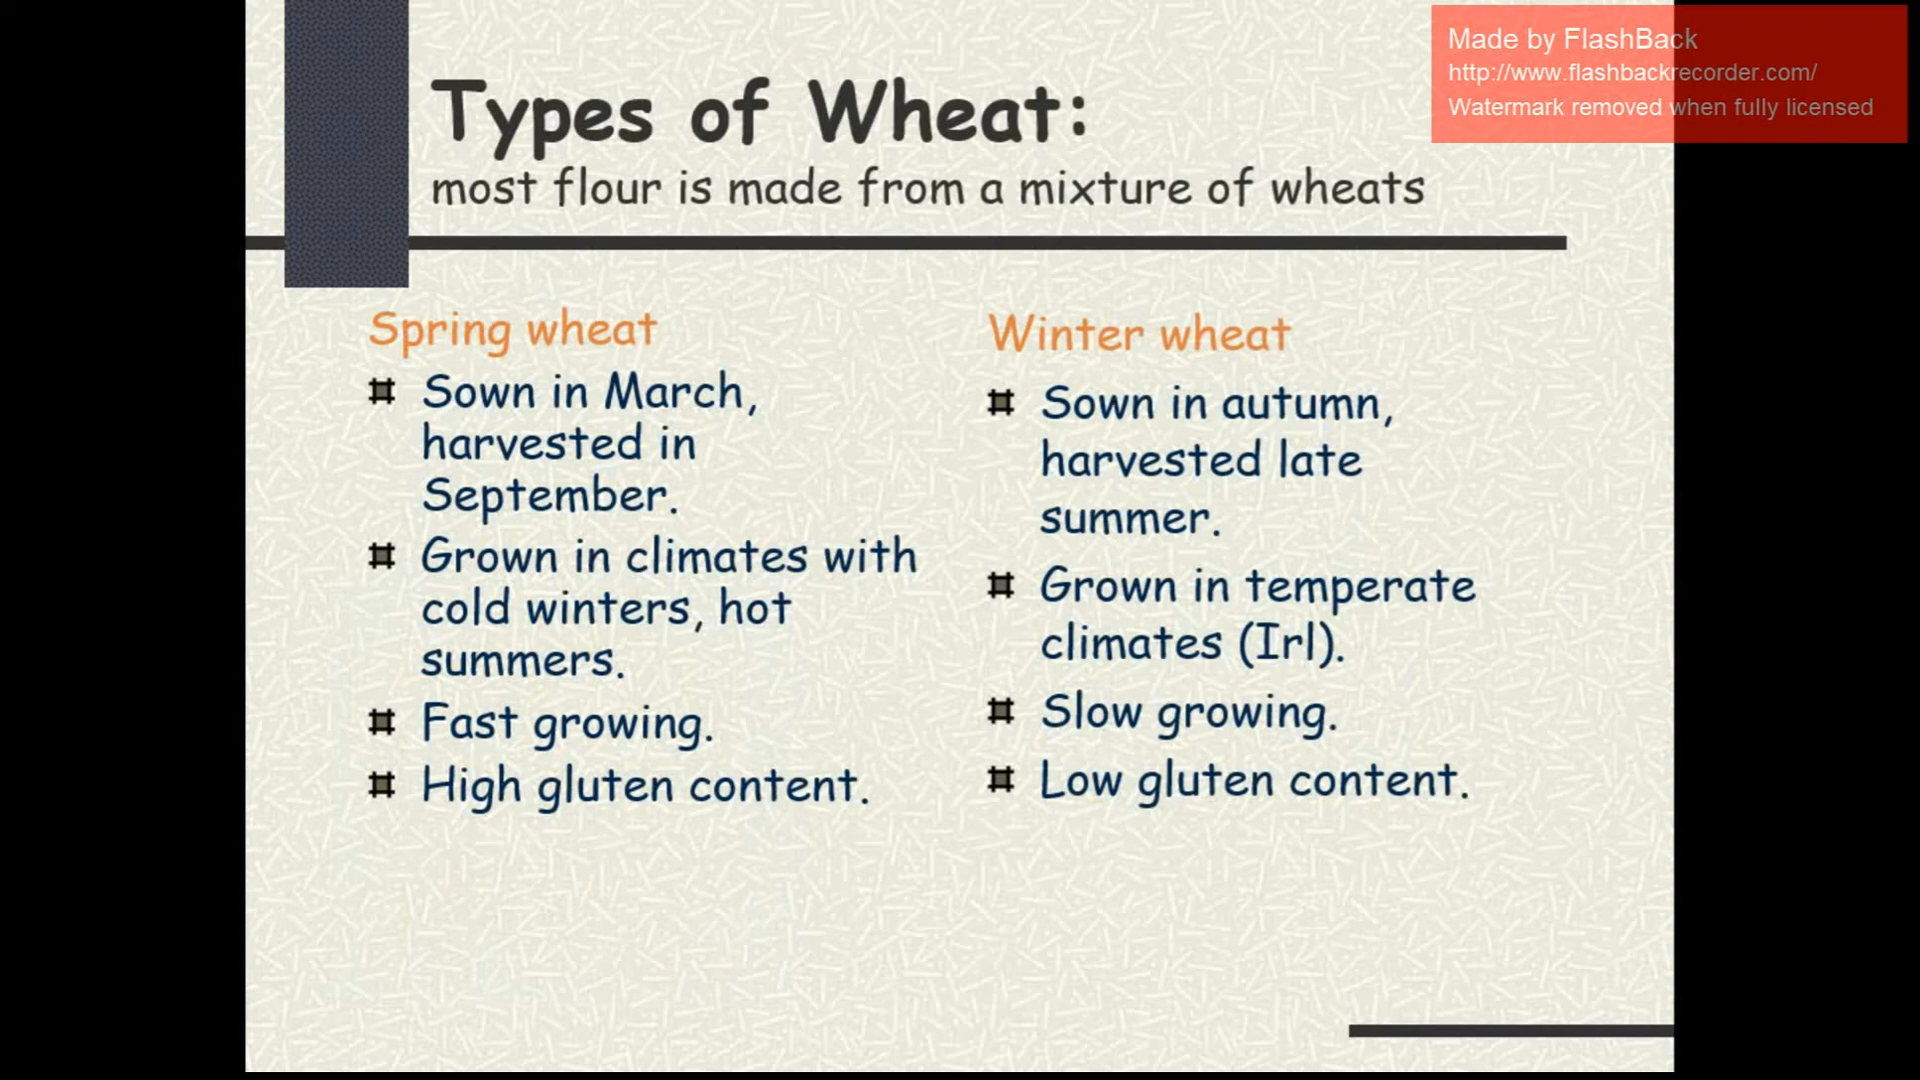 Made by FlashBack
http://www.flashbackrecorder.com/
Watermark removed when fully licensed
Types of Wheat:
most flour is made from a mixture of wheats
Spring wheat
Sown in March,
harvested in
September.
Grown in climates with
cold winters, hot
summers.
Fast growing.
High gluten content.
Winter wheat
Sown in autumn,
harvested late
summer.
Grown in temperate
climates (Irl).
Slow growing.
Low gluten content.